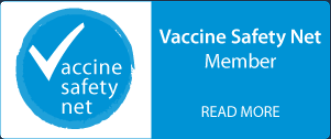 vaccine
safety
net
Vaccine Safety Net
Member
READ MORE